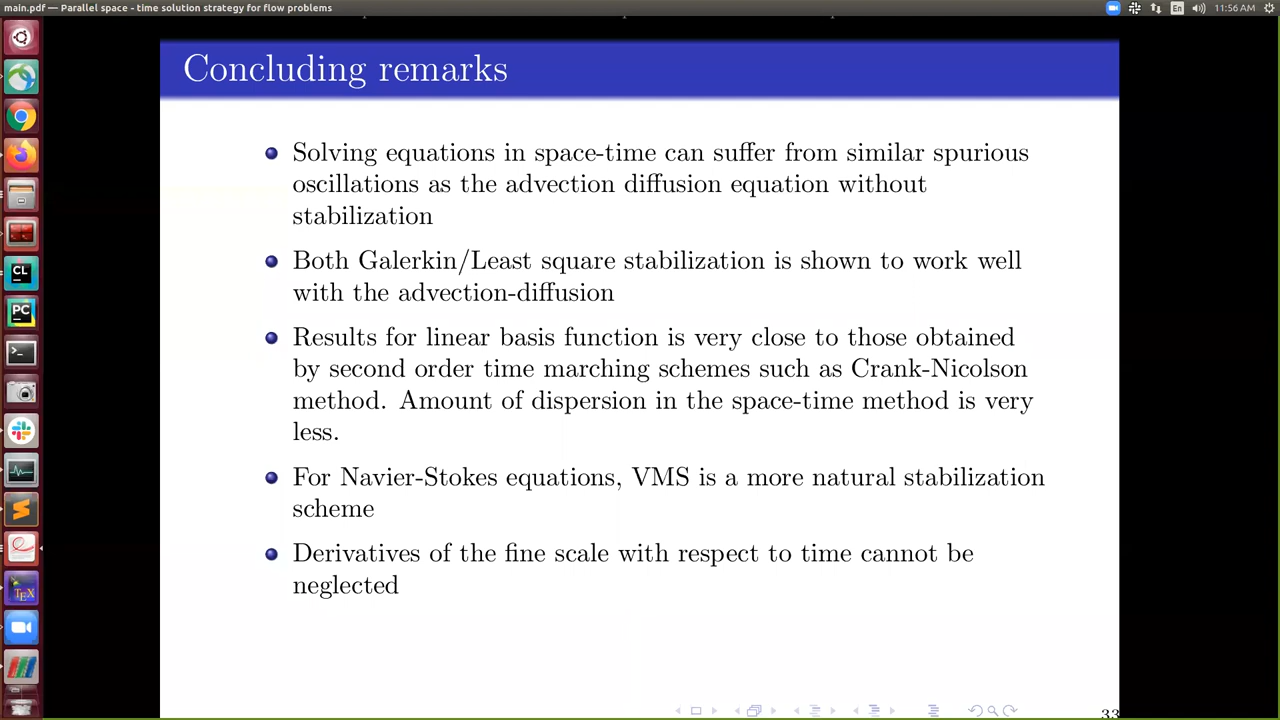 main.pdf — Parallel space - time solution strategy for flow problems
En
11:56 AM
Concluding remarks
Solving equations in space-time can suffer from similar spurious
oscillations as the advection diffusion equation without
stabilization
Both Galerkin/Least square stabilization is shown to work well
with the advection-diffusion
Results for linear basis function is very close to those obtained
by second order time marching schemes such as Crank-Nicolson
method. Amount of dispersion in the space-time method is very
less.
For Navier-Stokes equations, VMS is a more natural stabilization
scheme
Derivatives of the fine scale with respect to time cannot be
neglected
CL
PC
TEX
33